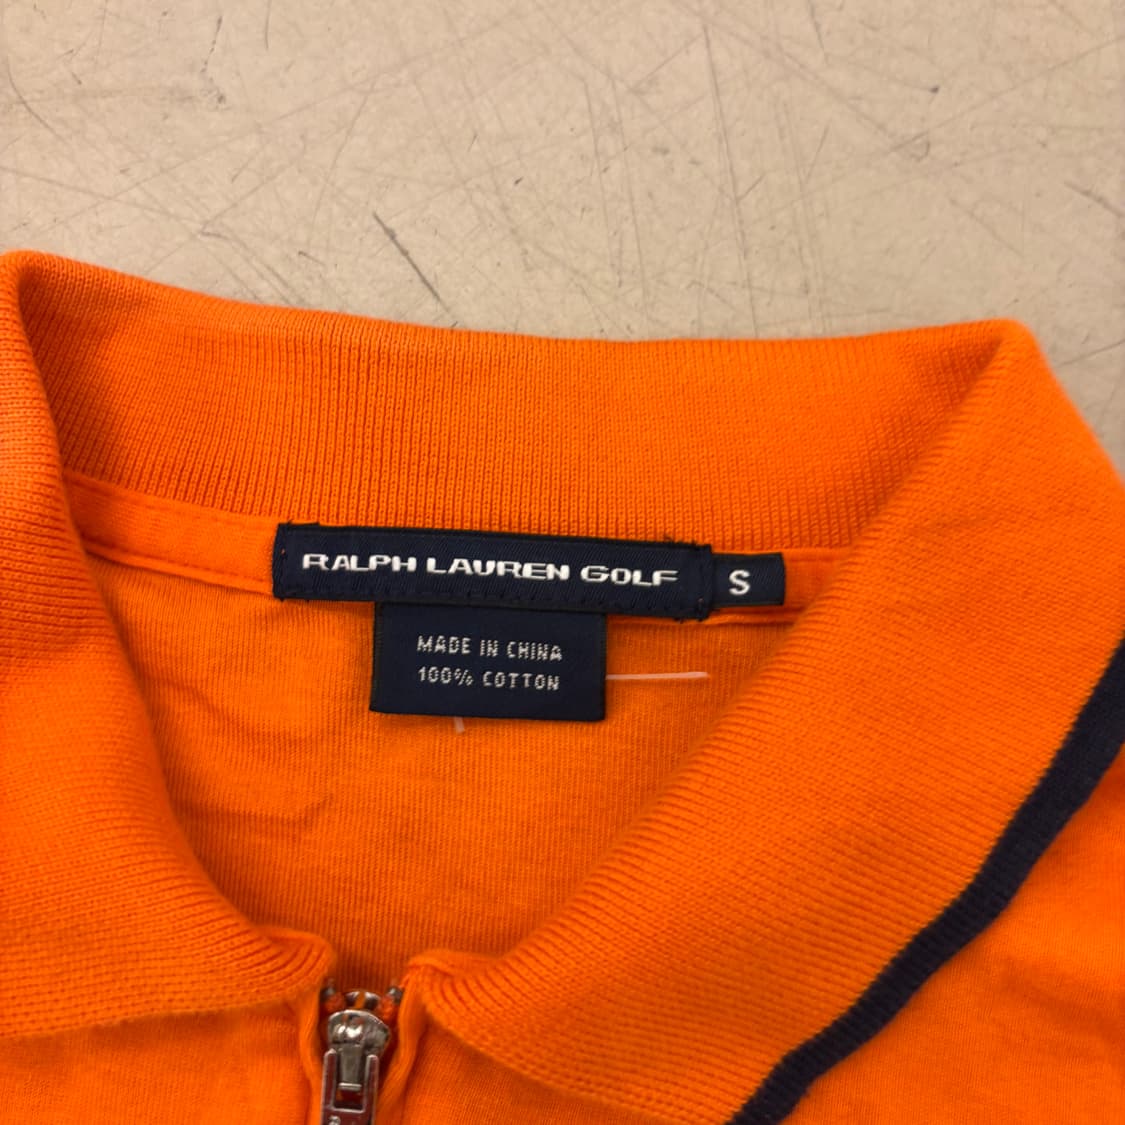 RALPH LAUREN GOLF
S
MADE IN CHINA
100% COTTON